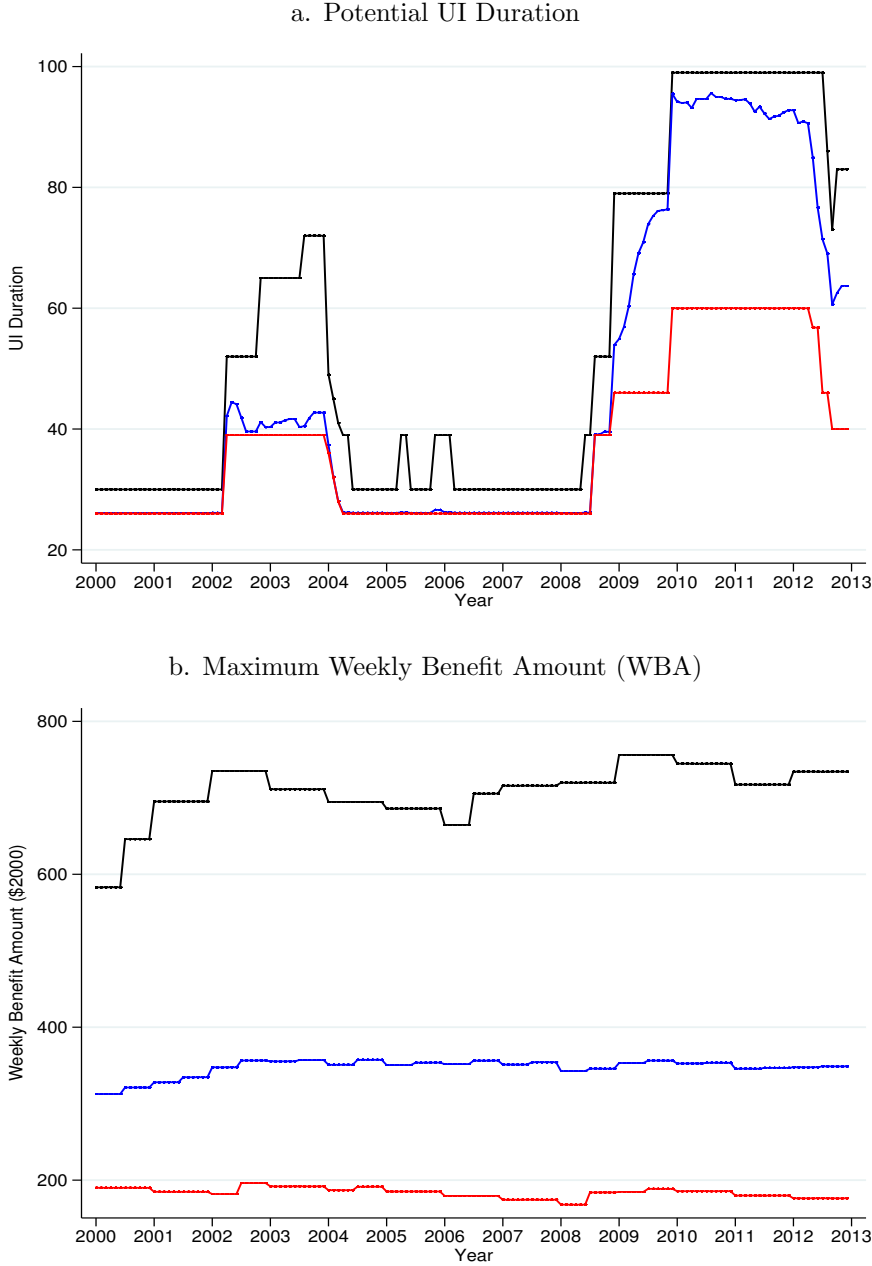 a. Potential UI Duration
100
80
60
40
20
UI Duration
2000 2001 2002 2003 2004 2005 2006 2007 2008 2009 2010 2011 2012 2013
Year
b. Maximum Weekly Benefit Amount (WBA)
800
600
400
200
Weekly Benefit Amount ($2000)
2000 2001 2002 2003 2004 2005 2006 2007 2008 2009 2010 2011 2012 2013
Year